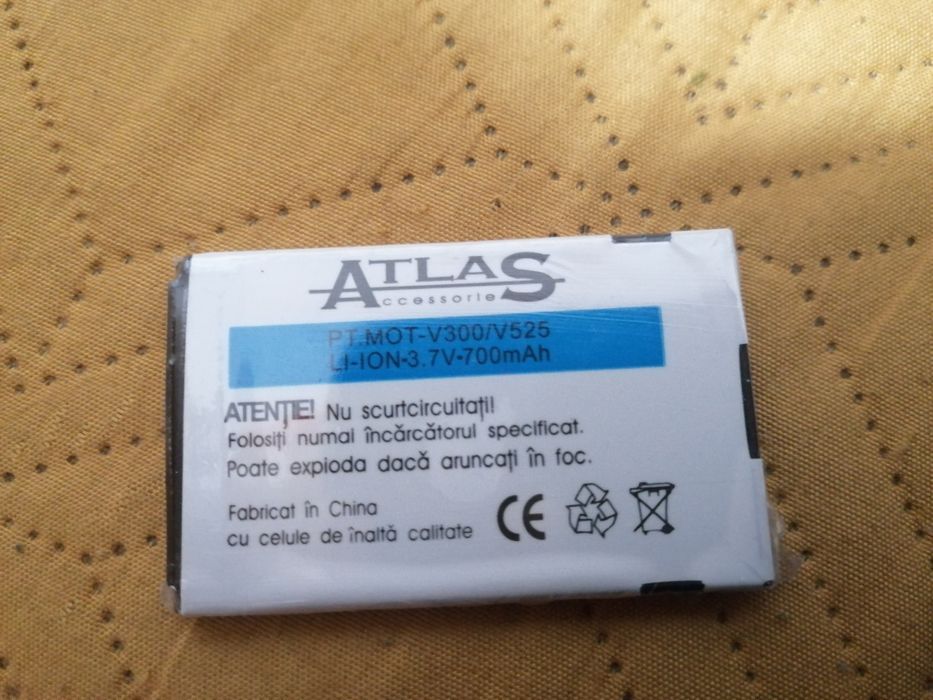 ATLAS
Accessories
PT.MOT-V300/V525
LI-ION-3.7V-700mAh
ATENȚIE! Nu scurtcircuitați!
Folosiți numai încărcătorul specificat.
Poate expioda dacă aruncați în foc.
Fabricat în China
cu celule de înaltă calitate
CE